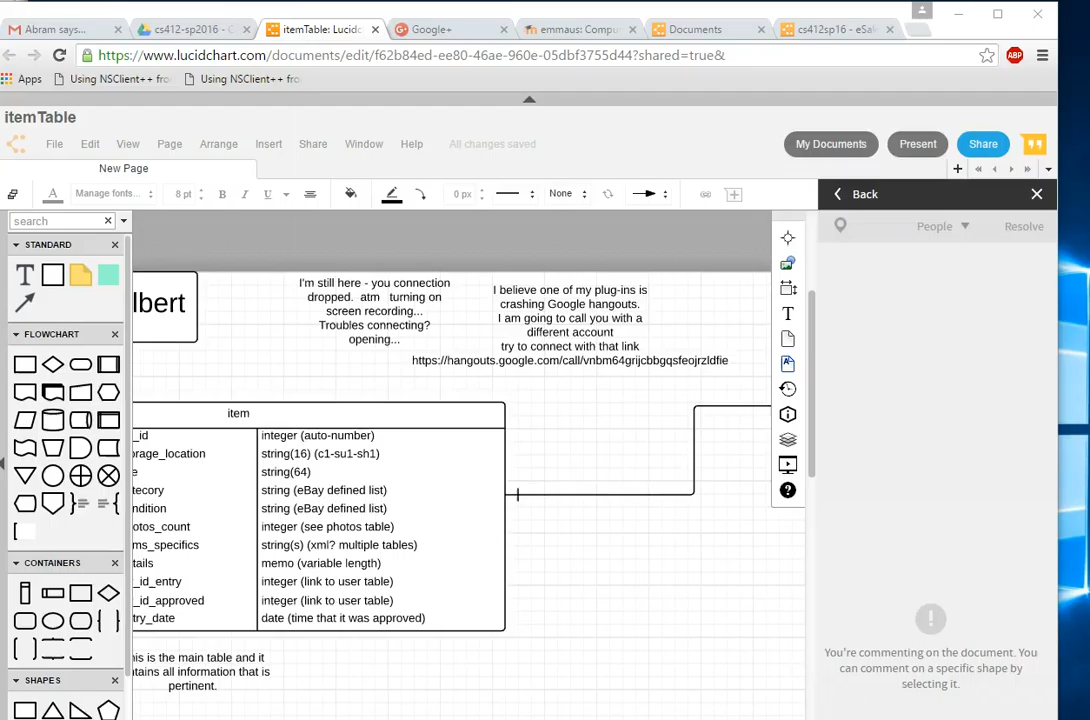 Abram says...
cs412-sp2016 - G
itemTable: Lucidc
Google+
emmaus: Compu
Documents
cs412sp16 - eSale
https://www.lucidchart.com/documents/edit/f62b84ed-ee80-46ae-960e-05dbf3755d44?shared=true&
ABP
Apps
Using NSClient++ fro
Using NSClient++ fro
itemTable
File
Edit
View
Page
Arrange
Insert
Share
Window
Help
All changes saved
My Documents
Present
Share
New Page
A
Manage fonts...
8 pt
B
I
U
0 px
None
Back
search
People
Resolve
STANDARD
T
FLOWCHART
CONTAINERS
SHAPES
lbert
I'm still here - you connection
dropped. atm turning on
screen recording...
Troubles connecting?
opening...
I believe one of my plug-ins is
crashing Google hangouts.
I am going to call you with a
different account
try to connect with that link
https://hangouts.google.com/call/vnbm64grijcbbgqsfeojrzldfie
item
_id integer (auto-number)
orage_location string(16) (c1-su1-sh1)
e string(64)
tecory string (eBay defined list)
ndition string (eBay defined list)
otos_count integer (see photos table)
ms_specifics string(s) (xml? multiple tables)
tails memo (variable length)
r_id_entry integer (link to user table)
r_id_approved integer (link to user table)
try_date date (time that it was approved)
his is the main table and it
ntains all information that is
pertinent.
You're commenting on the document. You
can comment on a specific shape by
selecting it.